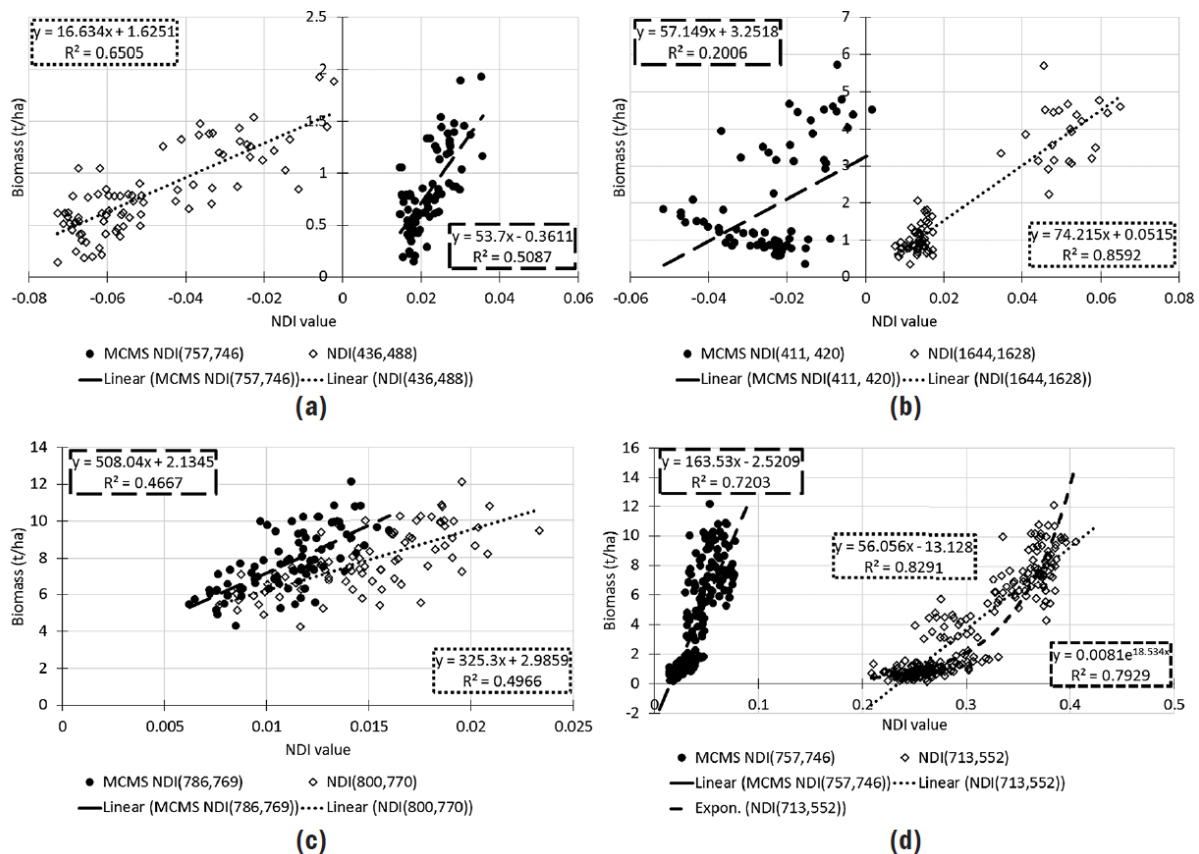 y = 16.634x + 1.6251
R² = 0.6505
2.5
2
1.5
1
0.5
0
Biomass (t/ha)
y = 53.7x - 0.3611
R² = 0.5087
-0.08 -0.06 -0.04 -0.02 0 0.02 0.04 0.06
NDI value
MCMS NDI(757,746) NDI(436,488)
Linear (MCMS NDI(757,746)) Linear (NDI(436,488))
(a)
y = 57.149x + 3.2518
R² = 0.2006
7
6
5
4
3
2
1
0
Biomass (t/ha)
y = 74.215x + 0.0515
R² = 0.8592
-0.06 -0.04 -0.02 0 0.02 0.04 0.06 0.08
NDI value
MCMS NDI(411, 420) NDI(1644,1628)
Linear (MCMS NDI(411, 420)) Linear (NDI(1644,1628))
(b)
14
12
10
8
6
4
2
0
Biomass (t/ha)
y = 508.04x + 2.1345
R² = 0.4667
y = 325.3x + 2.9859
R² = 0.4966
0 0.005 0.01 0.015 0.02 0.025
NDI value
MCMS NDI(786,769) NDI(800,770)
Linear (MCMS NDI(786,769)) Linear (NDI(800,770))
(c)
16
14
12
10
8
6
4
2
0
-2
Biomass (t/ha)
y = 163.53x - 2.5209
R² = 0.7203
y = 56.056x - 13.128
R² = 0.8291
y = 0.0081e^18.534x
R² = 0.7929
0 0.1 0.2 0.3 0.4 0.5
NDI value
MCMS NDI(757,746) NDI(713,552)
Linear (MCMS NDI(757,746)) Linear (NDI(713,552))
Expon. (NDI(713,552))
(d)